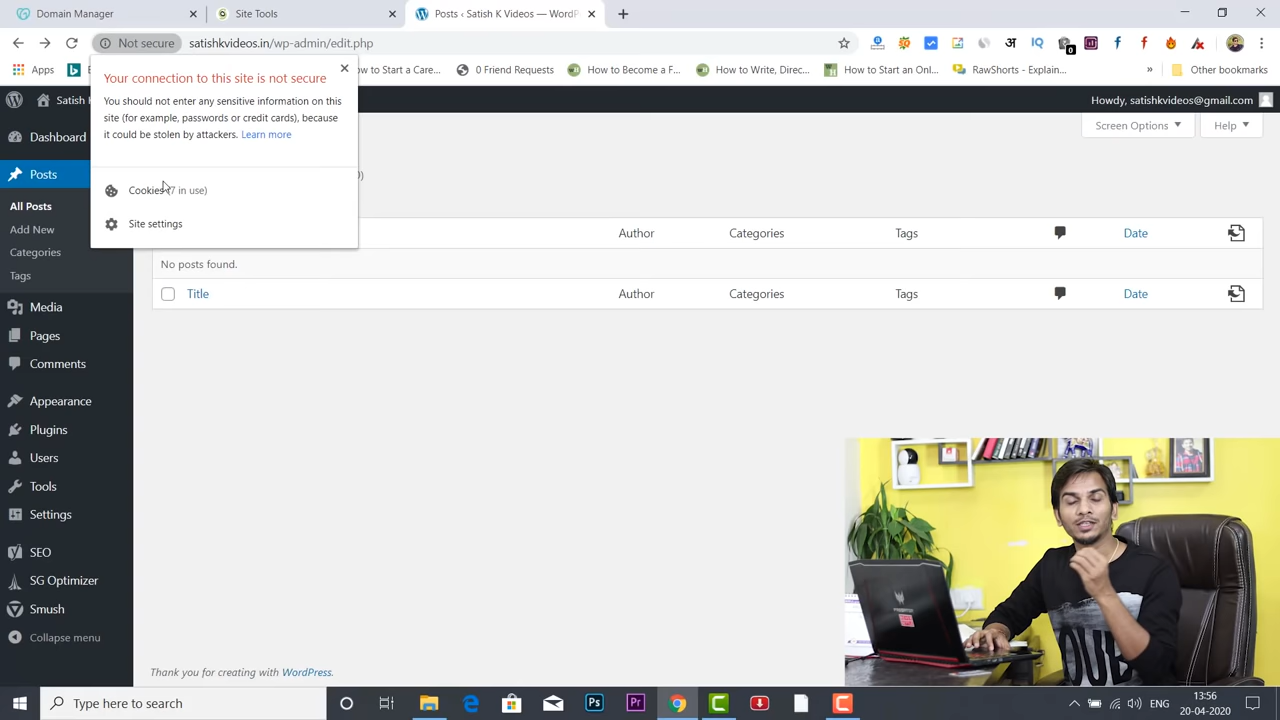 Domain Manager
Site Tools
Posts ‹ Satish K Videos — WordP
Not secure
satishkvideos.in/wp-admin/edit.php
अ
IQ
0
Apps
How to Start a Care...
0 Friend Requests
How to Become a F...
How to Write, Direc...
How to Start an Onl...
RawShorts - Explain...
»
Other bookmarks
Your connection to this site is not secure
You should not enter any sensitive information on this
site (for example, passwords or credit cards), because
it could be stolen by attackers. Learn more
Cookies (7 in use)
Site settings
Satish
Howdy, satishkvideos@gmail.com
Screen Options
Help
Dashboard
Posts
All Posts
Add New
Categories
Tags
Media
Pages
Comments
Appearance
Plugins
Users
Tools
Settings
SEO
SG Optimizer
Smush
Collapse menu
0)
Author
Categories
Tags
Date
No posts found.
Title
Author
Categories
Tags
Date
Thank you for creating with WordPress.
Type here to search
Ps
Pr
ENG
13:56
20-04-2020